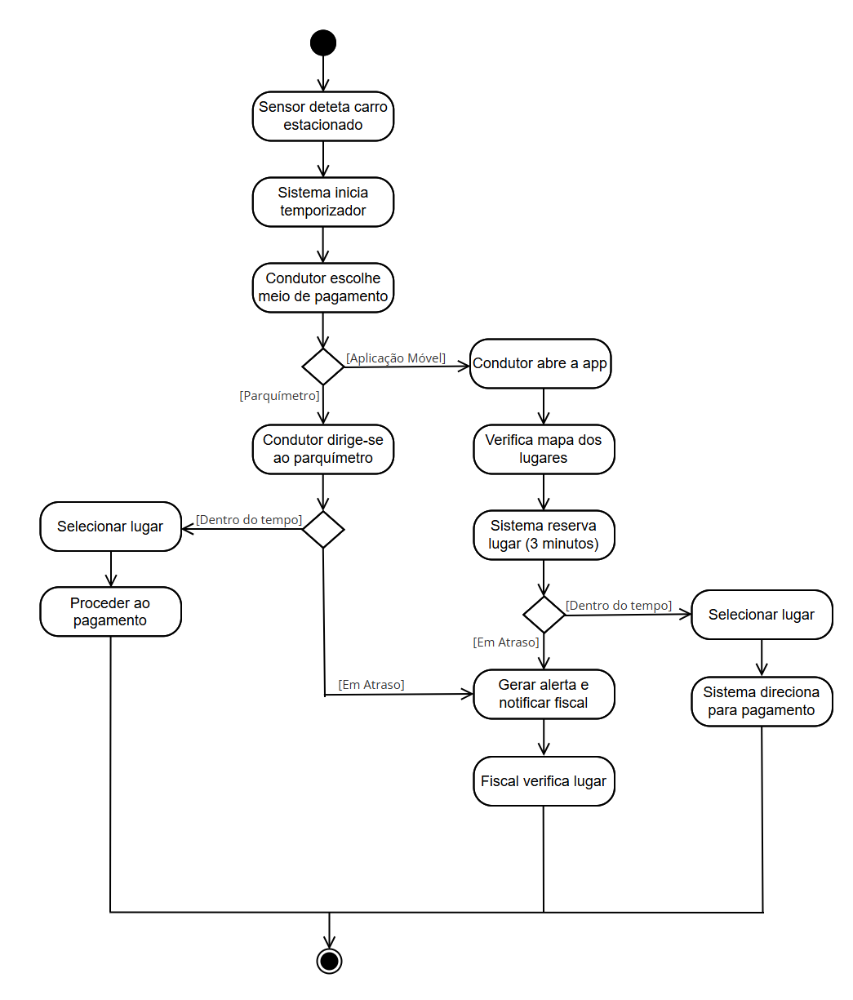 Sensor deteta carro
estacionado
Sistema inicia
temporizador
Condutor escolhe
meio de pagamento
[Aplicação Móvel]
Condutor abre a app
[Parquímetro]
Condutor dirige-se
ao parquímetro
Verifica mapa dos
lugares
[Dentro do tempo]
Selecionar lugar
Sistema reserva
lugar (3 minutos)
Proceder ao
pagamento
[Dentro do tempo]
Selecionar lugar
[Em Atraso]
[Em Atraso]
Gerar alerta e
notificar fiscal
Sistema direciona
para pagamento
Fiscal verifica lugar